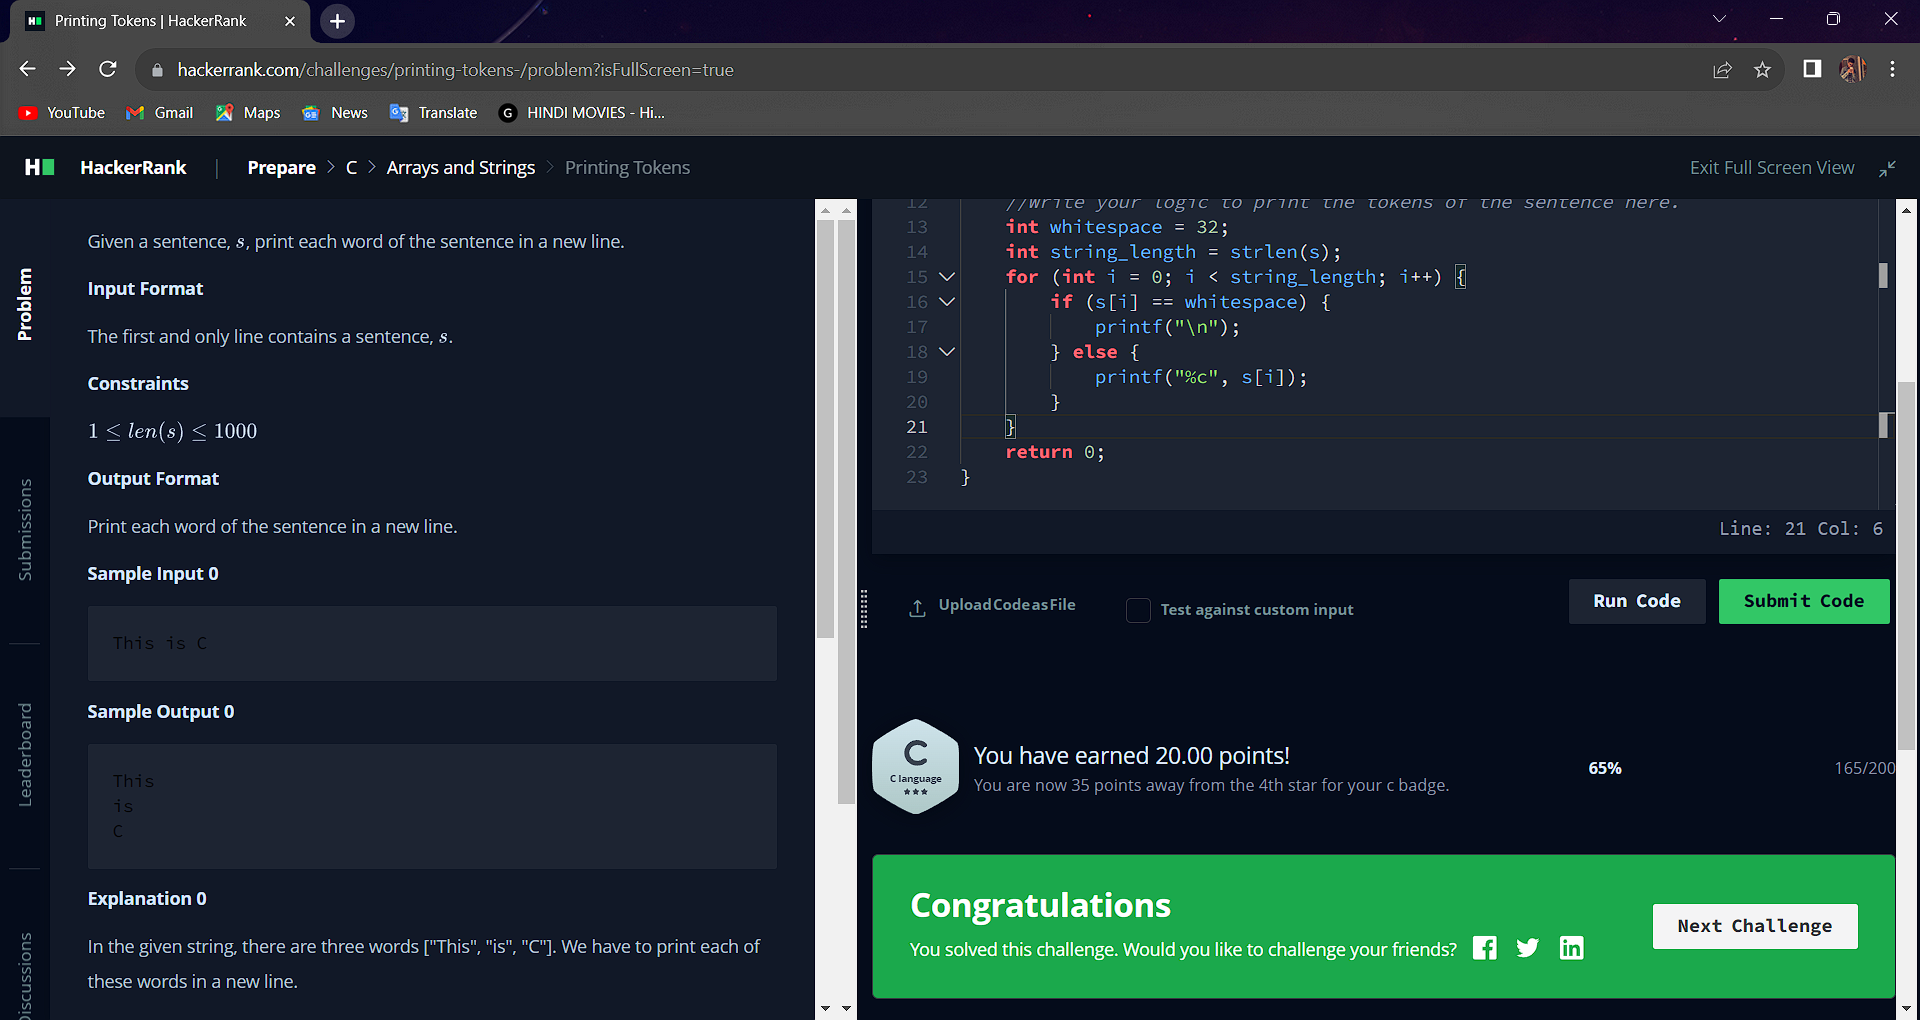 Printing Tokens | HackerRank
hackerrank.com/challenges/printing-tokens-/problem?isFullScreen=true
YouTube Gmail Maps News Translate G HINDI MOVIES - Hi...
H HackerRank | Prepare > C > Arrays and Strings > Printing Tokens Exit Full Screen View
Problem
Submissions
Leaderboard
Discussions
Given a sentence, s, print each word of the sentence in a new line.
Input Format
The first and only line contains a sentence, s.
Constraints
1 ≤ len(s) ≤ 1000
Output Format
Print each word of the sentence in a new line.
Sample Input 0
This is C
Sample Output 0
This
is
C
Explanation 0
In the given string, there are three words ["This", "is", "C"]. We have to print each of
these words in a new line.
12 //Write your logic to print the tokens of the sentence here.
13 int whitespace = 32;
14 int string_length = strlen(s);
15 for (int i = 0; i < string_length; i++) {
16 if (s[i] == whitespace) {
17 printf("\n");
18 } else {
19 printf("%c", s[i]);
20 }
21 }
22 return 0;
23 }
Line: 21 Col: 6
Upload Code as File Test against custom input Run Code Submit Code
C
C language
You have earned 20.00 points!
You are now 35 points away from the 4th star for your c badge.
65% 165/200
Congratulations
You solved this challenge. Would you like to challenge your friends?
Next Challenge